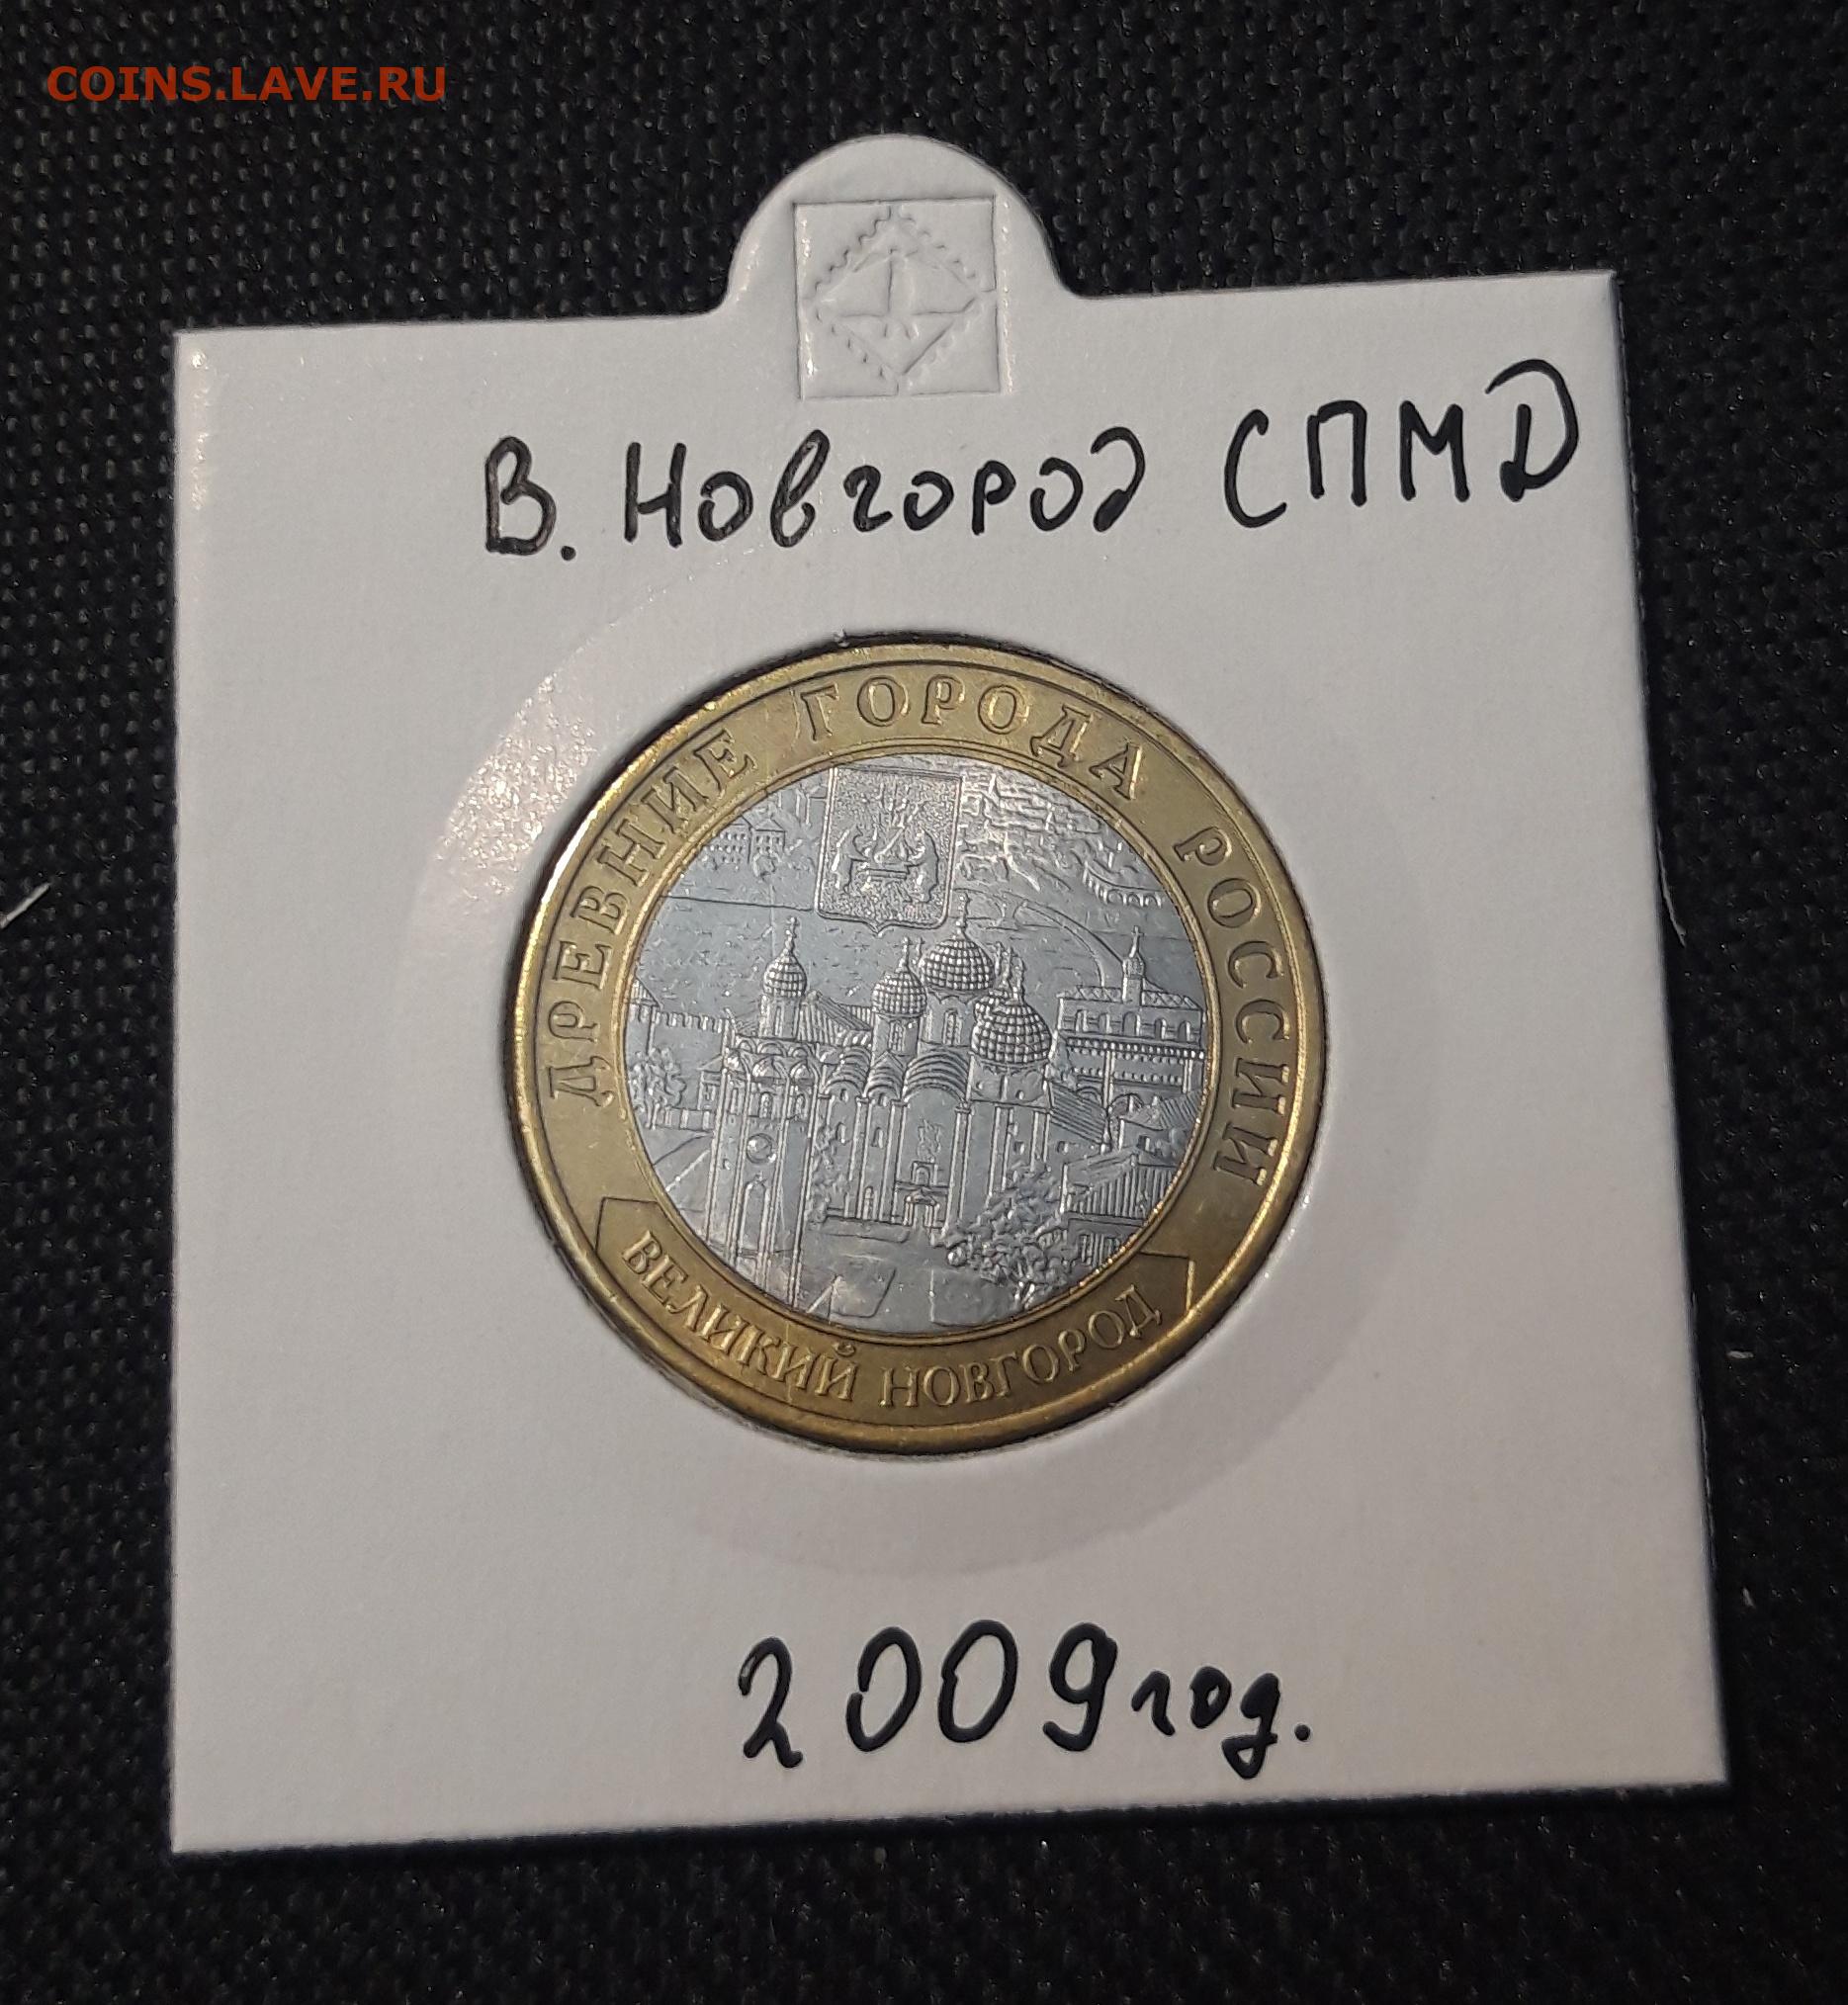 COINS.LAVE.RU
В. Новгород СПМД
ДРЕВНИЕ ГОРОДА РОССИИ
ВЕЛИКИЙ НОВГОРОД
2009 год.